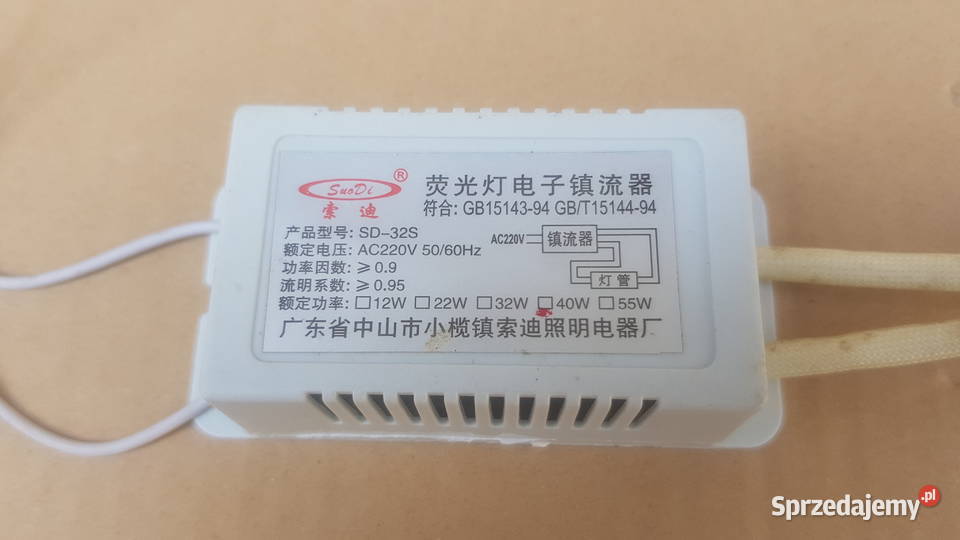 SuoDi ®
索迪
荧光灯电子镇流器
符合: GB15143-94 GB/T15144-94
产品型号: SD-32S
额定电压: AC220V 50/60Hz
功率因数: ≥0.9
流明系数: ≥0.95
AC220V 镇流器
灯管
额定功率: □12W □22W □32W □40W □55W
广东省中山市小榄镇索迪照明电器厂
Sprzedajemy.pl